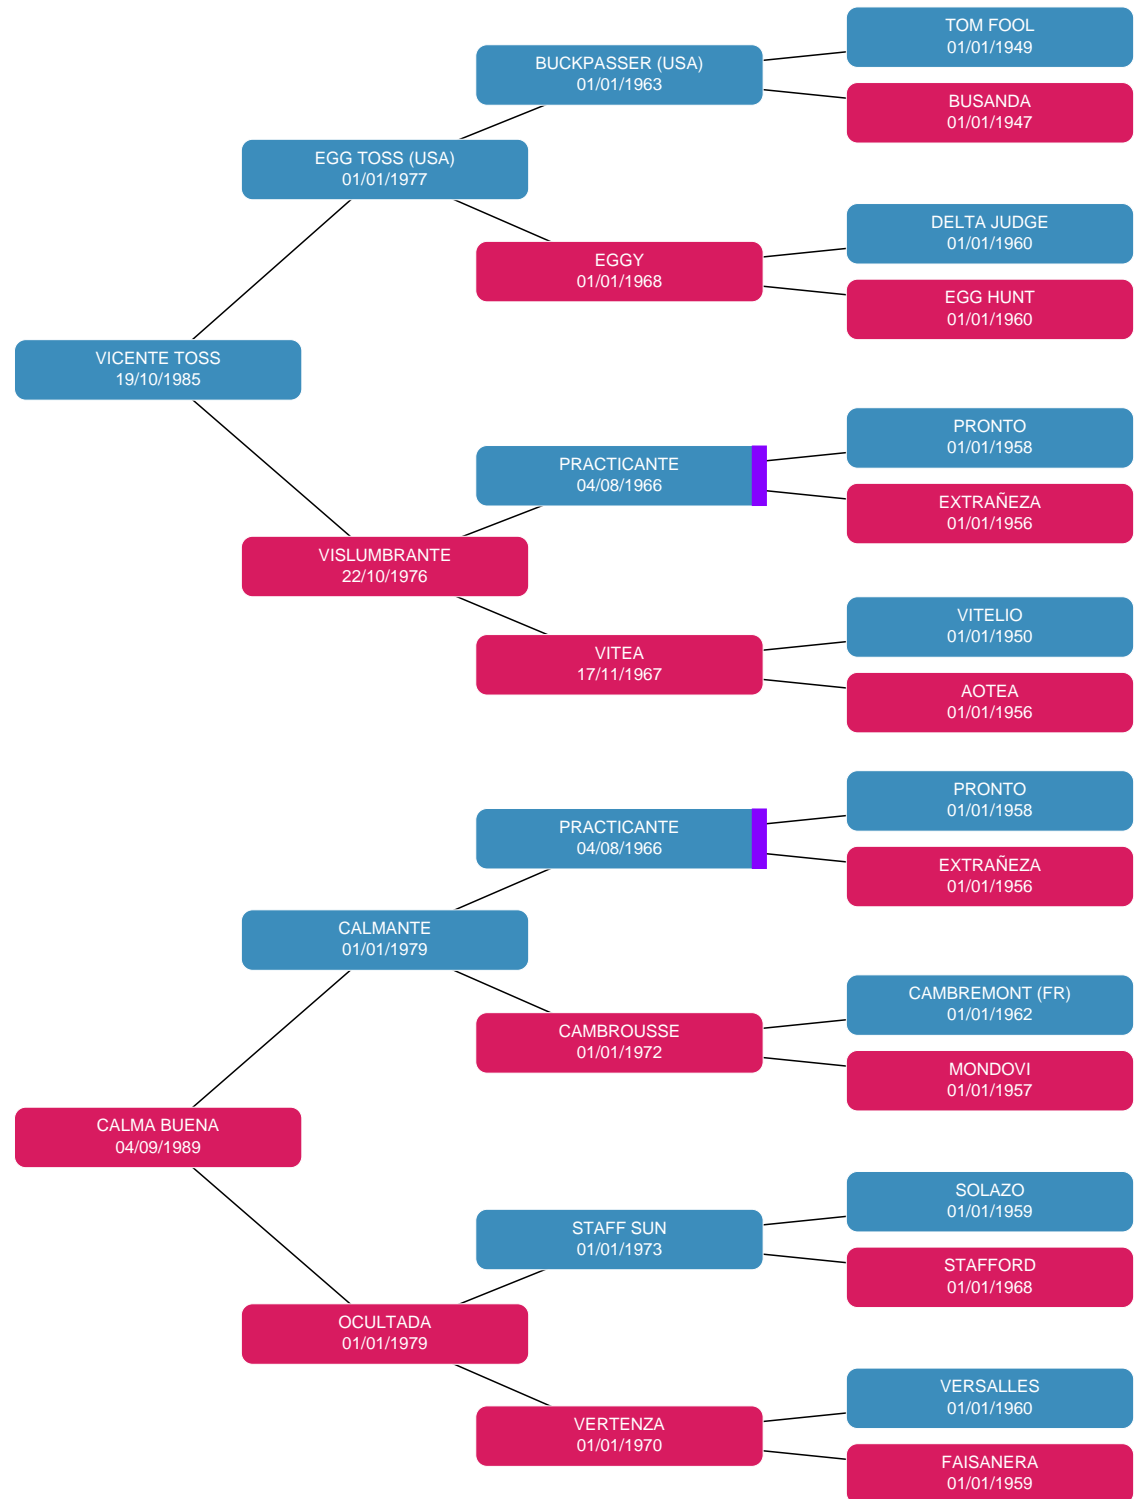 TOM FOOL
01/01/1949
BUCKPASSER (USA)
01/01/1963
BUSANDA
01/01/1947
EGG TOSS (USA)
01/01/1977
DELTA JUDGE
01/01/1960
EGGY
01/01/1968
EGG HUNT
01/01/1960
VICENTE TOSS
19/10/1985
PRONTO
01/01/1958
PRACTICANTE
04/08/1966
EXTRAÑEZA
01/01/1956
VISLUMBRANTE
22/10/1976
VITELIO
01/01/1950
VITEA
17/11/1967
AOTEA
01/01/1956
PRONTO
01/01/1958
PRACTICANTE
04/08/1966
EXTRAÑEZA
01/01/1956
CALMANTE
01/01/1979
CAMBREMONT (FR)
01/01/1962
CAMBROUSSE
01/01/1972
MONDOVI
01/01/1957
CALMA BUENA
04/09/1989
SOLAZO
01/01/1959
STAFF SUN
01/01/1973
STAFFORD
01/01/1968
OCULTADA
01/01/1979
VERSALLES
01/01/1960
VERTENZA
01/01/1970
FAISANERA
01/01/1959